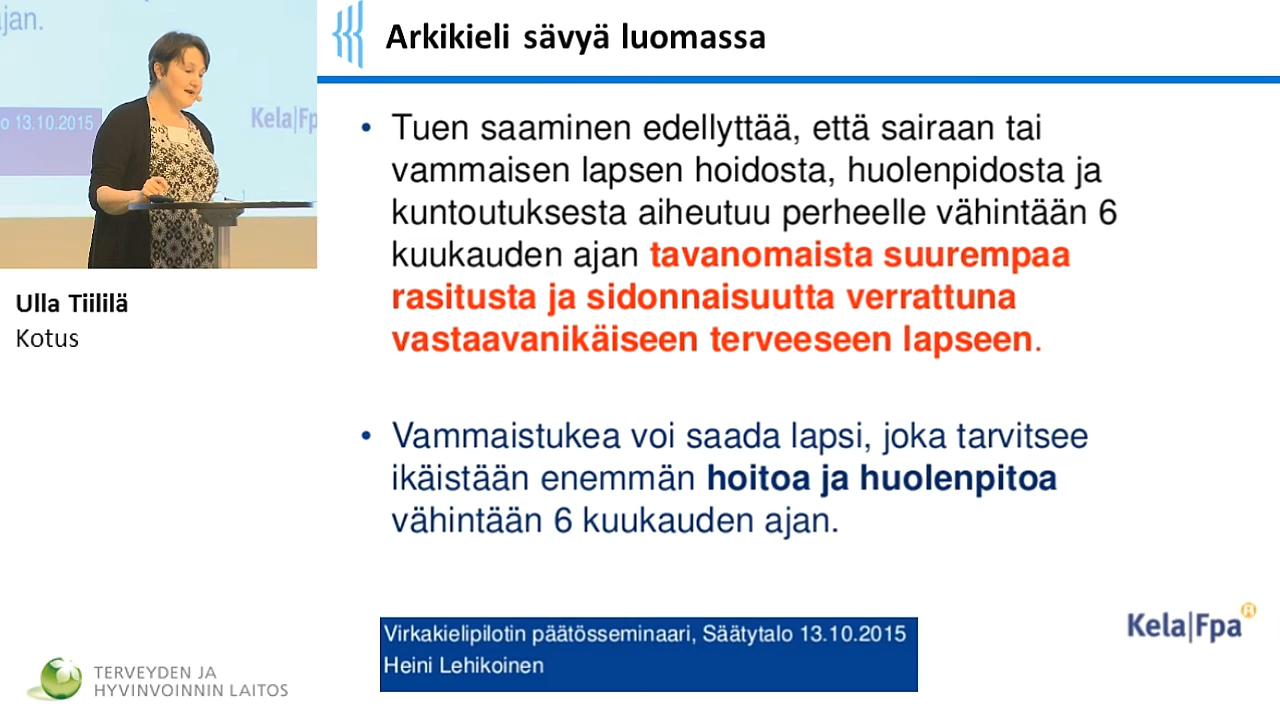 ajan.
lo 13.10.2015
Kela|Fp
Ulla Tiililä
Kotus
Arkikieli sävyä luomassa
• Tuen saaminen edellyttää, että sairaan tai
vammaisen lapsen hoidosta, huolenpidosta ja
kuntoutuksesta aiheutuu perheelle vähintään 6
kuukauden ajan tavanomaista suurempaa
rasitusta ja sidonnaisuutta verrattuna
vastaavanikäiseen terveeseen lapseen.
• Vammaistukea voi saada lapsi, joka tarvitsee
ikäistään enemmän hoitoa ja huolenpitoa
vähintään 6 kuukauden ajan.
Virkakielipilotin päätösseminaari, Säätytalo 13.10.2015
Heini Lehikoinen
Kela|Fpa
TERVEYDEN JA
HYVINVOINNIN LAITOS